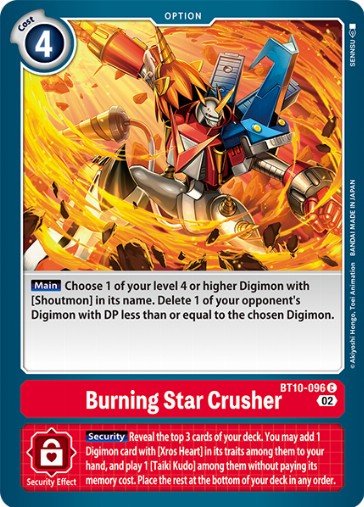 OPTION
Cost
4
SENNSU
Main Choose 1 of your level 4 or higher Digimon with
[Shoutmon] in its name. Delete 1 of your opponent's
Digimon with DP less than or equal to the chosen Digimon.
©Akiyoshi Hongo, Toei Animation BANDAI MADE IN JAPAN
BT10-096 C
Burning Star Crusher
02
Security Reveal the top 3 cards of your deck. You may add 1
Digimon card with [Xros Heart] in its traits among them to your
hand, and play 1 [Taiki Kudo] among them without paying its
memory cost. Place the rest at the bottom of your deck in any order.
Security Effect